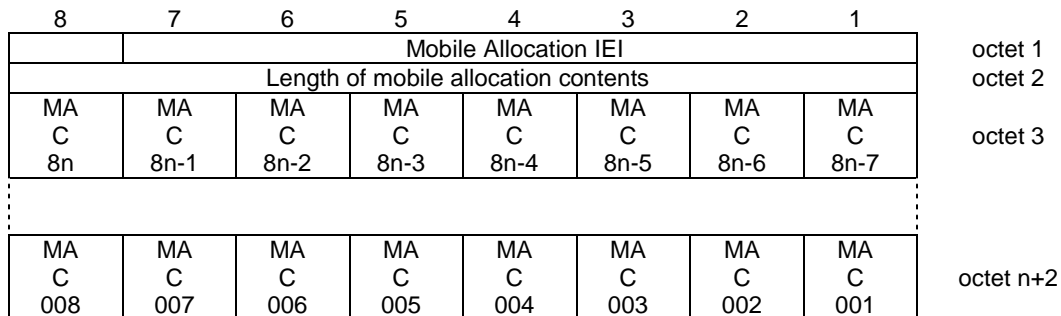 8 7 6 5 4 3 2 1
Mobile Allocation IEI octet 1
Length of mobile allocation contents octet 2
MA MA MA MA MA MA MA MA
C C C C C C C C octet 3
8n 8n-1 8n-2 8n-3 8n-4 8n-5 8n-6 8n-7
MA MA MA MA MA MA MA MA
C C C C C C C C octet n+2
008 007 006 005 004 003 002 001